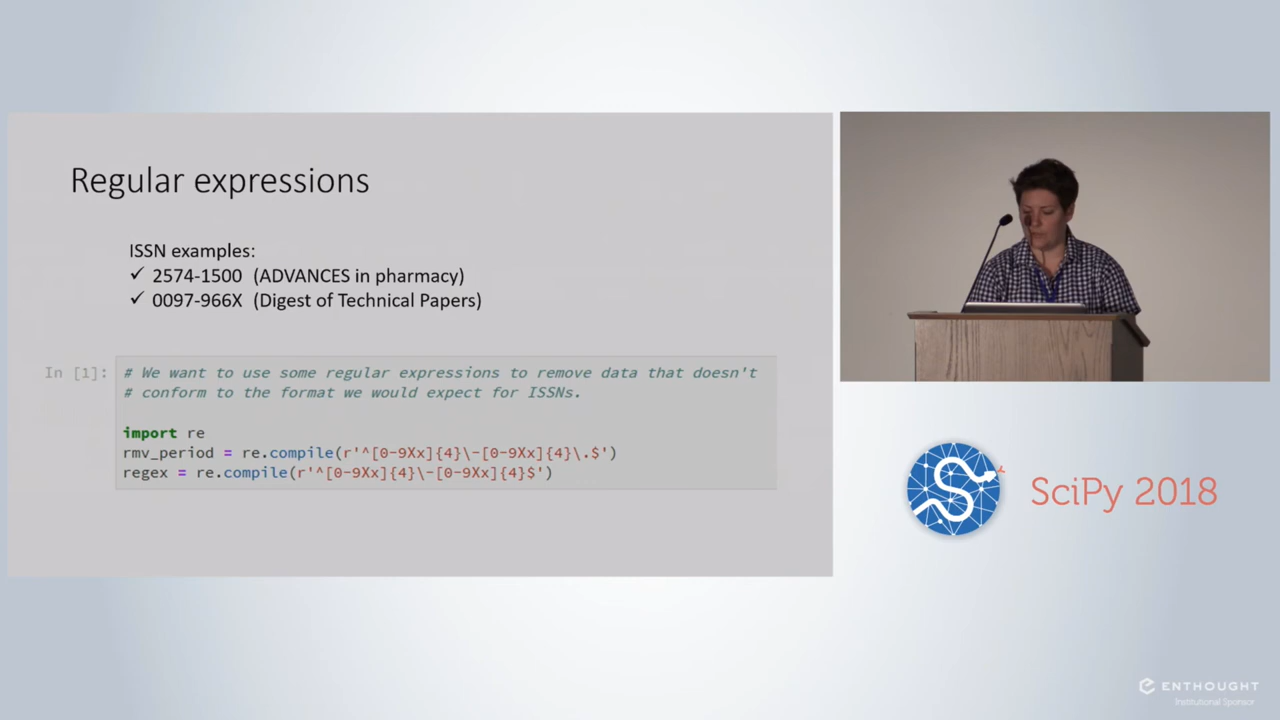 Regular expressions
ISSN examples:
✓ 2574-1500 (ADVANCES in pharmacy)
✓ 0097-966X (Digest of Technical Papers)
In [1]:
# We want to use some regular expressions to remove data that doesn't
# conform to the format we would expect for ISSNs.
import re
rmv_period = re.compile(r'^[0-9Xx]{4}\-[0-9Xx]{4}\.$')
regex = re.compile(r'^[0-9Xx]{4}\-[0-9Xx]{4}$')
SciPy 2018
ENTHOUGHT
Institutional Sponsor